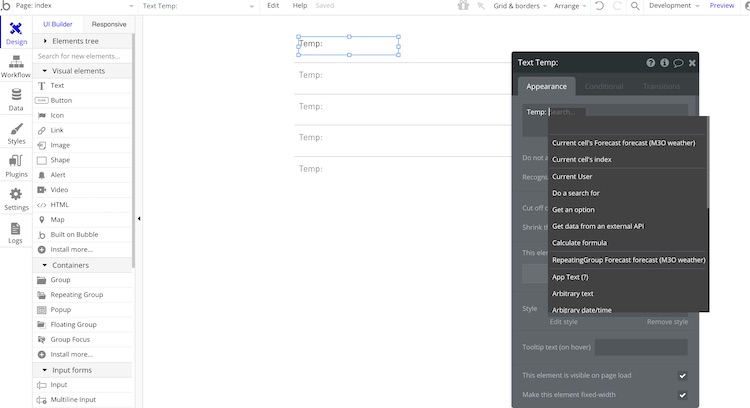 Page: index
Text Temp:
Edit
Help
Saved
Grid & borders
Arrange
Development
Preview
Design
Workflow
Data
Styles
Plugins
Settings
Logs
UI Builder
Responsive
Elements tree
Search for new elements...
Visual elements
Text
Button
Icon
Link
Image
Shape
Alert
Video
HTML
Map
Built on Bubble
Install more...
Containers
Group
Repeating Group
Popup
Floating Group
Group Focus
Install more...
Input forms
Input
Multiline Input
Temp:
Temp:
Temp:
Temp:
Temp:
Text Temp:
Appearance
Conditional
Transitions
Temp: Search...
Do not a
Recogni
Cut off c
Shrink th
This elem
Style
Current cell's Forecast forecast (M3O weather)
Current cell's index
Current User
Do a search for
Get an option
Get data from an external API
Calculate formula
RepeatingGroup Forecast forecast (M3O weather)
App Text (?)
Arbitrary text
Arbitrary date/time
Edit style
Remove style
Tooltip text (on hover)
This element is visible on page load
Make this element fixed-width